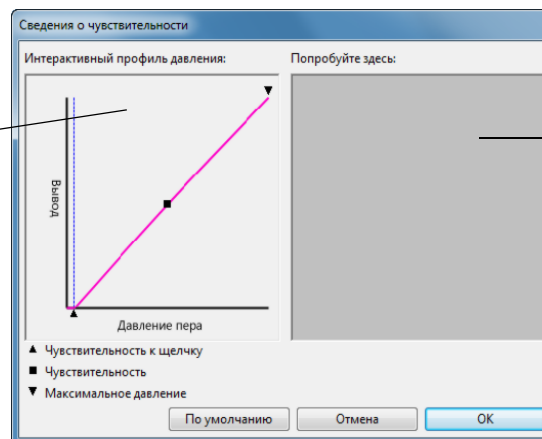 Сведения о чувствительности
Интерактивный профиль давления:
Попробуйте здесь:
Вывод
Давление пера
Чувствительность к щелчку
Чувствительность
Максимальное давление
По умолчанию
Отмена
OK